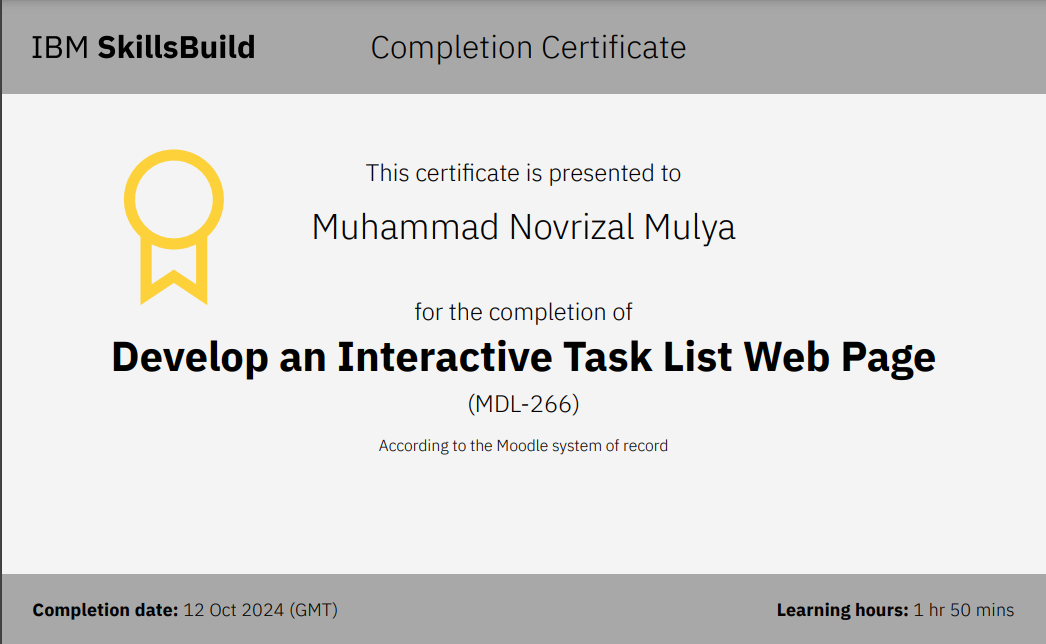 IBM SkillsBuild
Completion Certificate
This certificate is presented to
Muhammad Novrizal Mulya
for the completion of
Develop an Interactive Task List Web Page
(MDL-266)
According to the Moodle system of record
Completion date: 12 Oct 2024 (GMT)
Learning hours: 1 hr 50 mins